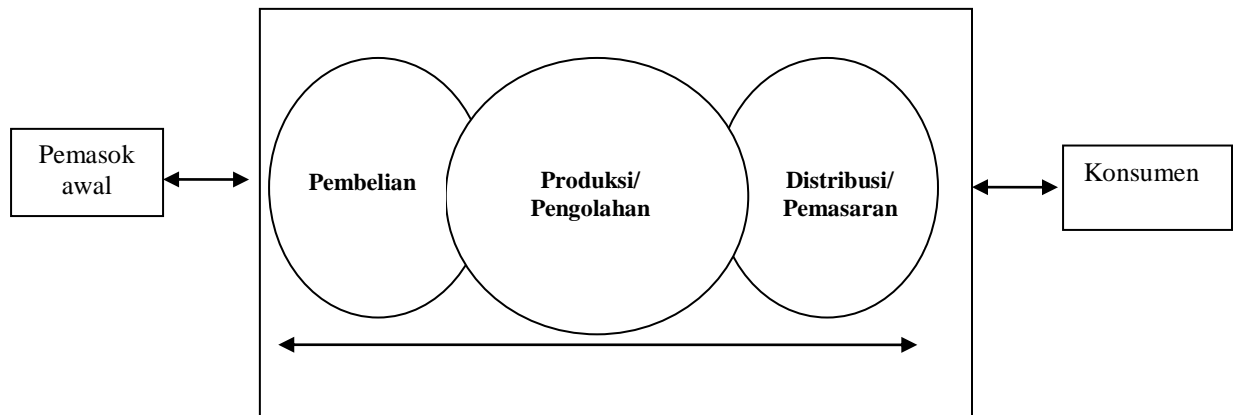 Pemasok
awal
Pembelian
Produksi/
Pengolahan
Distribusi/
Pemasaran
Konsumen